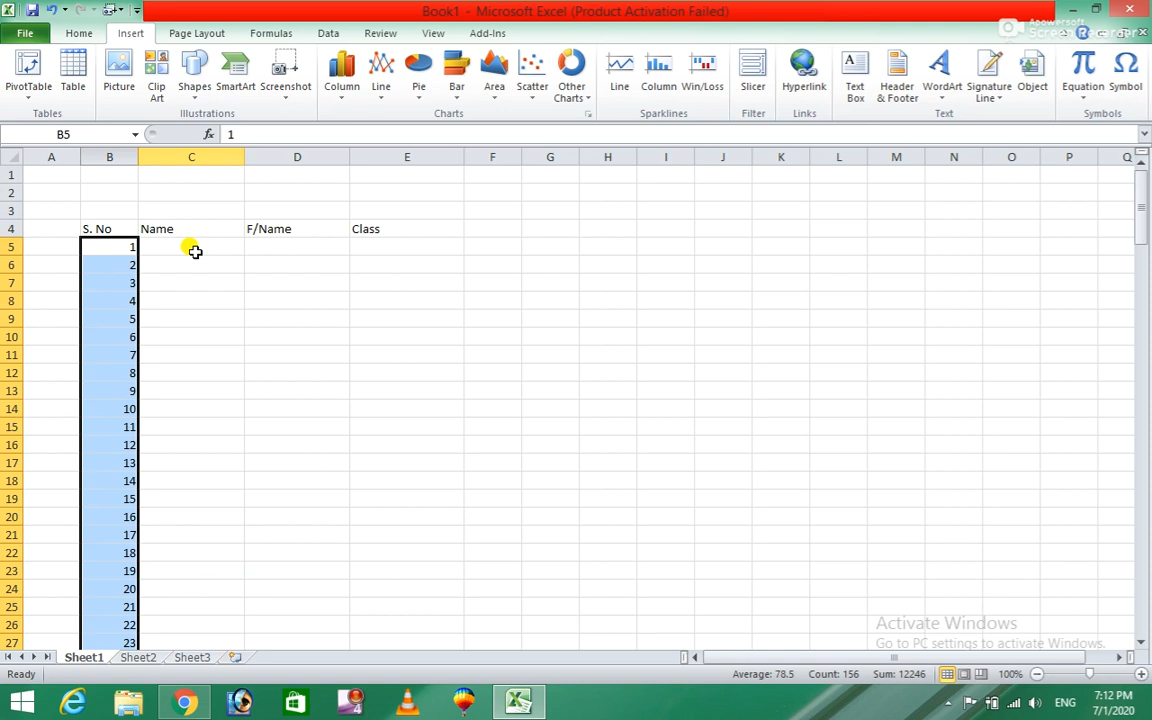 Book1 - Microsoft Excel (Product Activation Failed)
Apowersoft
Screen Recorder
File Home Insert Page Layout Formulas Data Review View Add-Ins
PivotTable Table Picture Clip Art Shapes SmartArt Screenshot Column Line Pie Bar Area Scatter Other Charts Line Column Win/Loss Slicer Hyperlink Text Box Header & Footer WordArt Signature Line Object Equation Symbol
Tables Illustrations Charts Sparklines Filter Links Text Symbols
B5 fx 1
A B C D E F G H I J K L M N O P Q
1
2
3
4 S. No Name F/Name Class
5 1
6 2
7 3
8 4
9 5
10 6
11 7
12 8
13 9
14 10
15 11
16 12
17 13
18 14
19 15
20 16
21 17
22 18
23 19
24 20
25 21
26 22
27 23
Activate Windows
Go to PC settings to activate Windows.
Sheet1 Sheet2 Sheet3
Ready Average: 78.5 Count: 156 Sum: 12246 100%
ENG 7:12 PM
7/1/2020